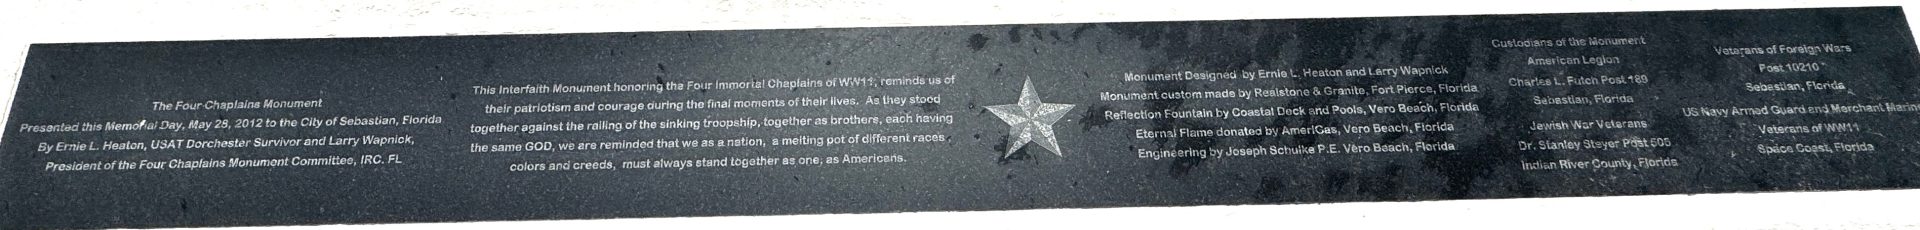 The Four Chaplains Monument
Presented this Memorial Day, May 28, 2012 to the City of Sebastian, Florida
By Ernie L. Heaton, USAT Dorchester Survivor and Larry Wapnick,
President of the Four Chaplains Monument Committee, IRC. FL
This Interfaith Monument honoring the Four Immortal Chaplains of WW11, reminds us of
their patriotism and courage during the final moments of their lives. As they stood
together against the railing of the sinking troopship, together as brothers, each having
the same GOD, we are reminded that we as a nation, a melting pot of different races,
colors and creeds, must always stand together as one, as Americans.
Monument Designed by Ernie L. Heaton and Larry Wapnick
Monument custom made by Realstone & Granite, Fort Pierce, Florida
Reflection Fountain by Coastal Deck and Pools, Vero Beach, Florida
Eternal Flame donated by AmeriGas, Vero Beach, Florida
Engineering by Joseph Schulke P.E. Vero Beach, Florida
Custodians of the Monument
American Legion
Charles L. Futch Post 189
Sebastian, Florida
Jewish War Veterans
Dr. Stanley Steyer Post 506
Indian River County, Florida
Veterans of Foreign Wars
Post 10210
Sebastian, Florida
US Navy Armed Guard and Merchant Marine
Veterans of WW11
Space Coast, Florida